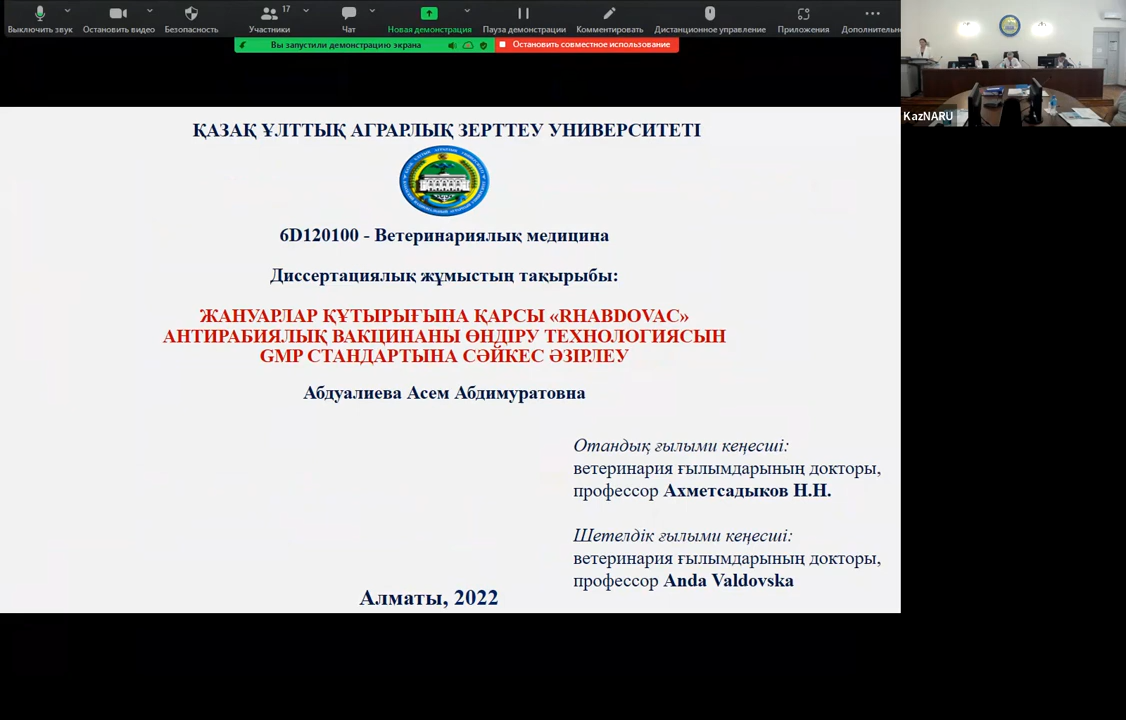 Выключить звук
Остановить видео
Безопасность
17
Участники
Чат
Новая демонстрация
Пауза демонстрации
Комментировать
Дистанционное управление
Приложения
Дополнительно
Вы запустили демонстрацию экрана
Остановить совместное использование
KazNARU
ҚАЗАҚ ҰЛТТЫҚ АГРАРЛЫҚ ЗЕРТТЕУ УНИВЕРСИТЕТІ
6D120100 - Ветеринариялық медицина
Диссертациялық жұмыстың тақырыбы:
ЖАНУАРЛАР ҚҰТЫРЫҒЫНА ҚАРСЫ «RHABDOVAC»
АНТИРАБИЯЛЫҚ ВАКЦИНАНЫ ӨНДІРУ ТЕХНОЛОГИЯСЫН
GMP СТАНДАРТЫНА СӘЙКЕС ӘЗІРЛЕУ
Абдуалиева Асем Абдимуратовна
Отандық ғылыми кеңесші:
ветеринария ғылымдарының докторы,
профессор Ахметсадыков Н.Н.
Шетелдік ғылыми кеңесші:
ветеринария ғылымдарының докторы,
профессор Anda Valdovska
Алматы, 2022